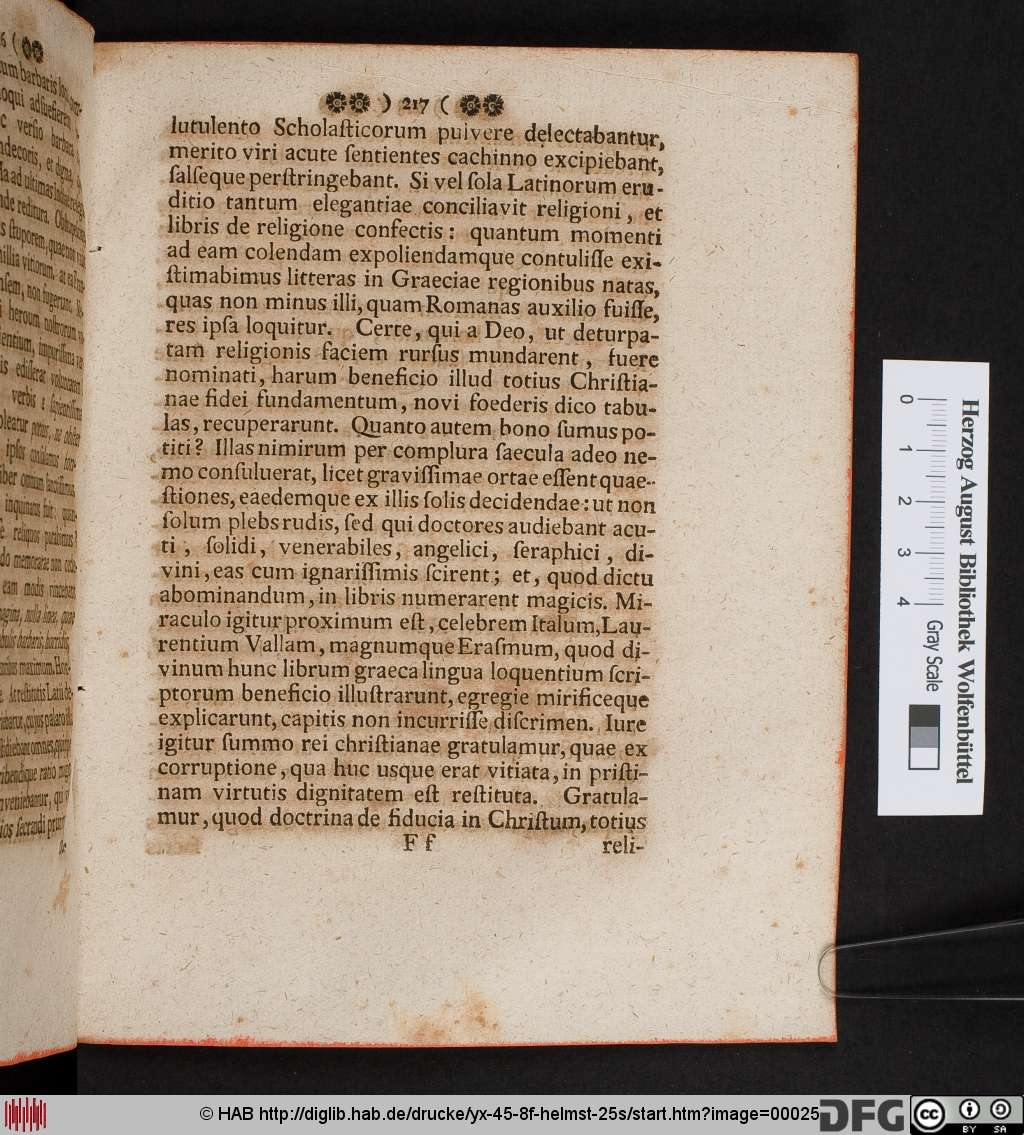 ) 217 (
lutulento Scholaſticorum pulvere delectabantur,
merito viri acute ſentientes cachinno excipiebant,
ſalſeque perſtringebant. Si vel ſola Latinorum eru-
ditio tantum elegantiae conciliavit religioni, et
libris de religione confectis: quantum momenti
ad eam colendam expoliendamque contuliſſe exi-
ſtimabimus litteras in Graeciae regionibus natas,
quas non minus illi, quam Romanas auxilio fuiſſe,
res ipſa loquitur. Certe, qui a Deo, ut deturpa-
tam religionis faciem rurſus mundarent, fuere
nominati, harum beneficio illud totius Chriſtia-
nae fidei fundamentum, novi foederis dico tabu-
las, recuperarunt. Quanto autem bono ſumus po-
titi? Illas nimirum per complura ſaecula adeo ne-
mo conſuluerat, licet graviſſimae ortae eſſent quae-
ſtiones, eaedemque ex illis ſolis decidendae: ut non
ſolum plebs rudis, ſed qui doctores audiebant acu-
ti, ſolidi, venerabiles, angelici, ſeraphici, di-
vini, eas cum ignariſſimis ſcirent; et, quod dictu
abominandum, in libris numerarent magicis. Mi-
raculo igitur proximum eſt, celebrem Italum, Lau-
rentium Vallam, magnumque Eraſmum, quod di-
vinum hunc librum graeca lingua loquentium ſcri-
ptorum beneficio illuſtrarunt, egregie mirificeque
explicarunt, capitis non incurriſſe diſcrimen. Iure
igitur ſummo rei chriſtianae gratulamur, quae ex
corruptione, qua huc usque erat vitiata, in priſti-
nam virtutis dignitatem eſt reſtituta. Gratula-
mur, quod doctrina de fiducia in Chriſtum, totius
F f reli-
Herzog August Bibliothek Wolfenbüttel
0 1 2 3 4 Gray Scale
© HAB http://diglib.hab.de/drucke/yx-45-8f-helmst-25s/start.htm?image=00025
DFG
cc BY SA